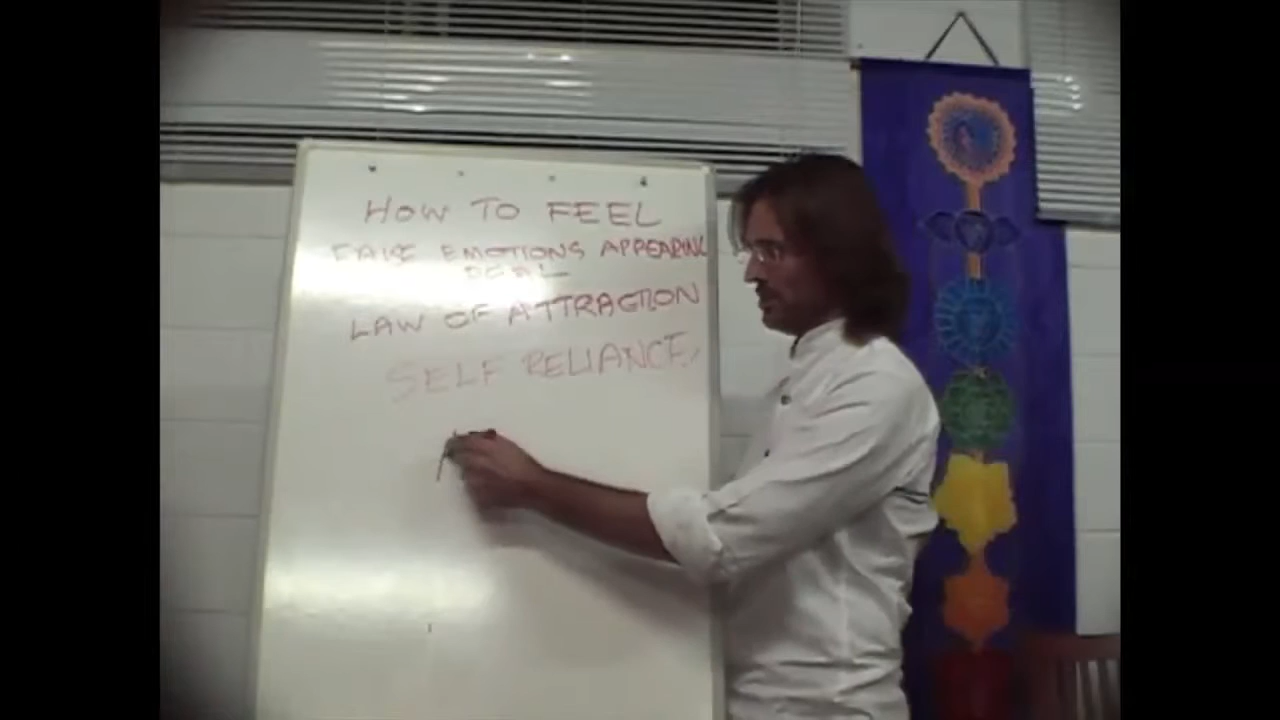 HOW TO FEEL
FALSE EMOTIONS APPEARING
REAL
LAW OF ATTRACTION
SELF RELIANCE,